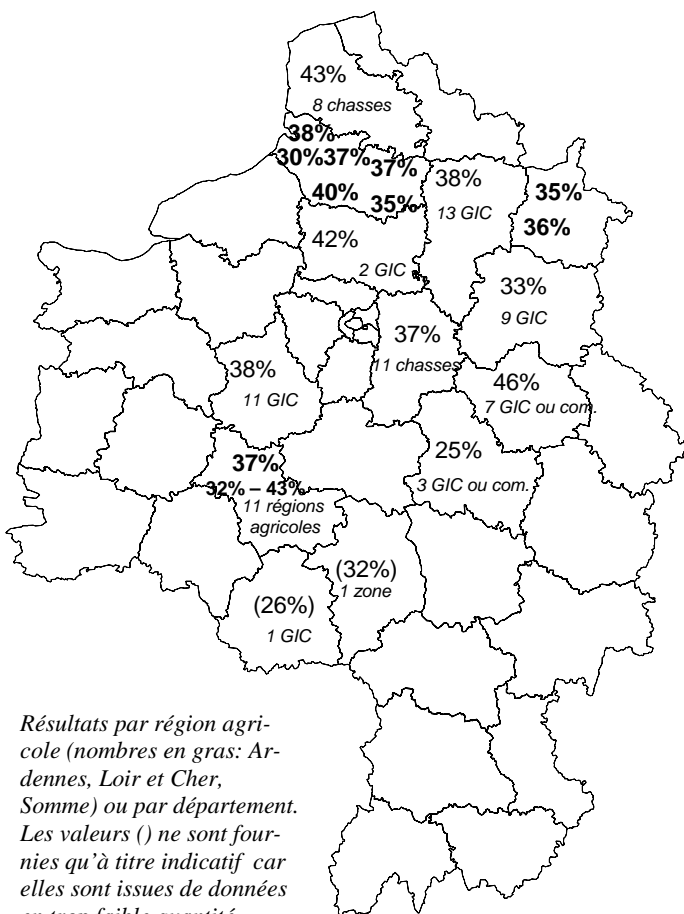 43%
8 chasses
38%
30%37%
37%
40%
35%
38%
13 GIC
35%
36%
42%
2 GIC
33%
9 GIC
37%
11 chasses
38%
11 GIC
46%
7 GIC ou com.
25%
3 GIC ou com.
37%
32% – 43%
11 régions
agricoles
(32%)
1 zone
(26%)
1 GIC
Résultats par région agri-
cole (nombres en gras: Ar-
dennes, Loir et Cher,
Somme) ou par département.
Les valeurs () ne sont four-
nies qu'à titre indicatif car
elles sont issues de données
en trop faible quantité